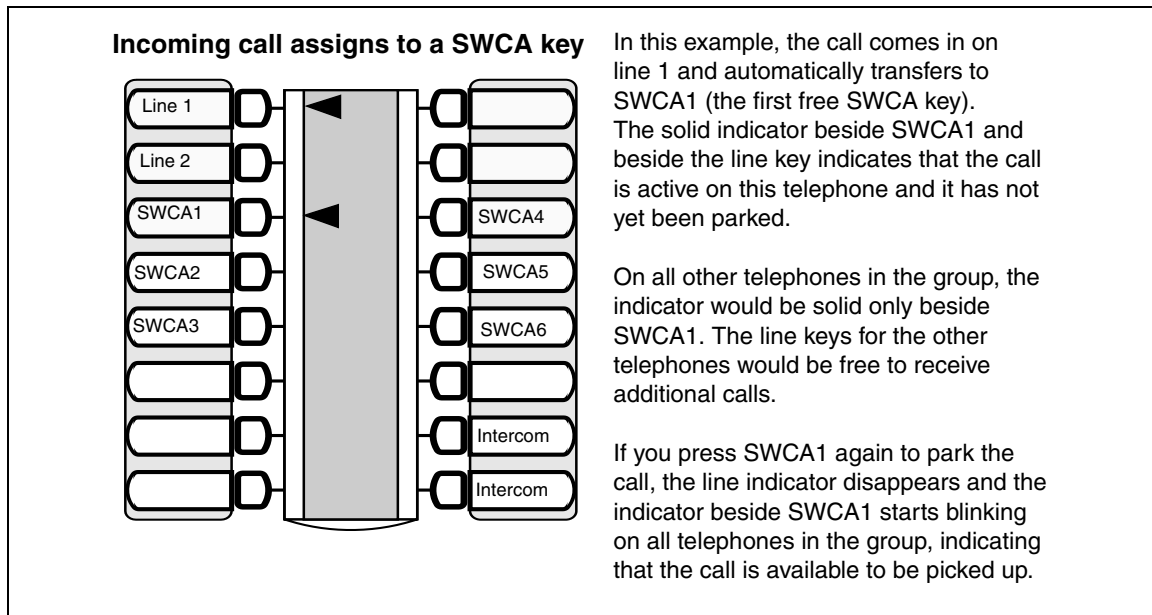 Incoming call assigns to a SWCA key
Line 1
Line 2
SWCA1
SWCA2
SWCA3
SWCA4
SWCA5
SWCA6
Intercom
Intercom
In this example, the call comes in on
line 1 and automatically transfers to
SWCA1 (the first free SWCA key).
The solid indicator beside SWCA1 and
beside the line key indicates that the call
is active on this telephone and it has not
yet been parked.
On all other telephones in the group, the
indicator would be solid only beside
SWCA1. The line keys for the other
telephones would be free to receive
additional calls.
If you press SWCA1 again to park the
call, the line indicator disappears and the
indicator beside SWCA1 starts blinking
on all telephones in the group, indicating
that the call is available to be picked up.